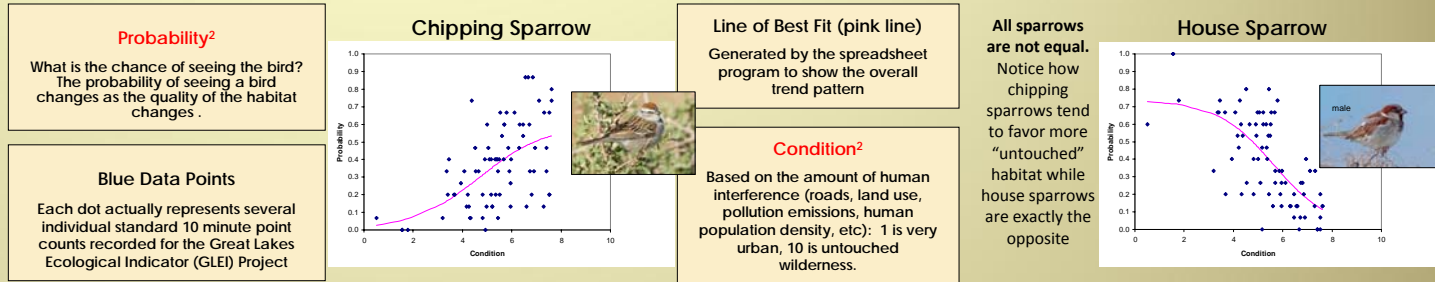 Probability²
What is the chance of seeing the bird?
The probability of seeing a bird
changes as the quality of the habitat
changes .
Blue Data Points
Each dot actually represents several
individual standard 10 minute point
counts recorded for the Great Lakes
Ecological Indicator (GLEI) Project
Chipping Sparrow
1.0
0.9
0.8
0.7
0.6
0.5
0.4
0.3
0.2
0.1
0.0
Probability
0 2 4 6 8 10
Condition
Line of Best Fit (pink line)
Generated by the spreadsheet
program to show the overall
trend pattern
Condition²
Based on the amount of human
interference (roads, land use,
pollution emissions, human
population density, etc): 1 is very
urban, 10 is untouched
wilderness.
All sparrows
are not equal.
Notice how
chipping
sparrows tend
to favor more
“untouched”
habitat while
house sparrows
are exactly the
opposite
House Sparrow
1.0
0.9
0.8
0.7
0.6
0.5
0.4
0.3
0.2
0.1
0.0
Probability
0 2 4 6 8 10
Condition
male